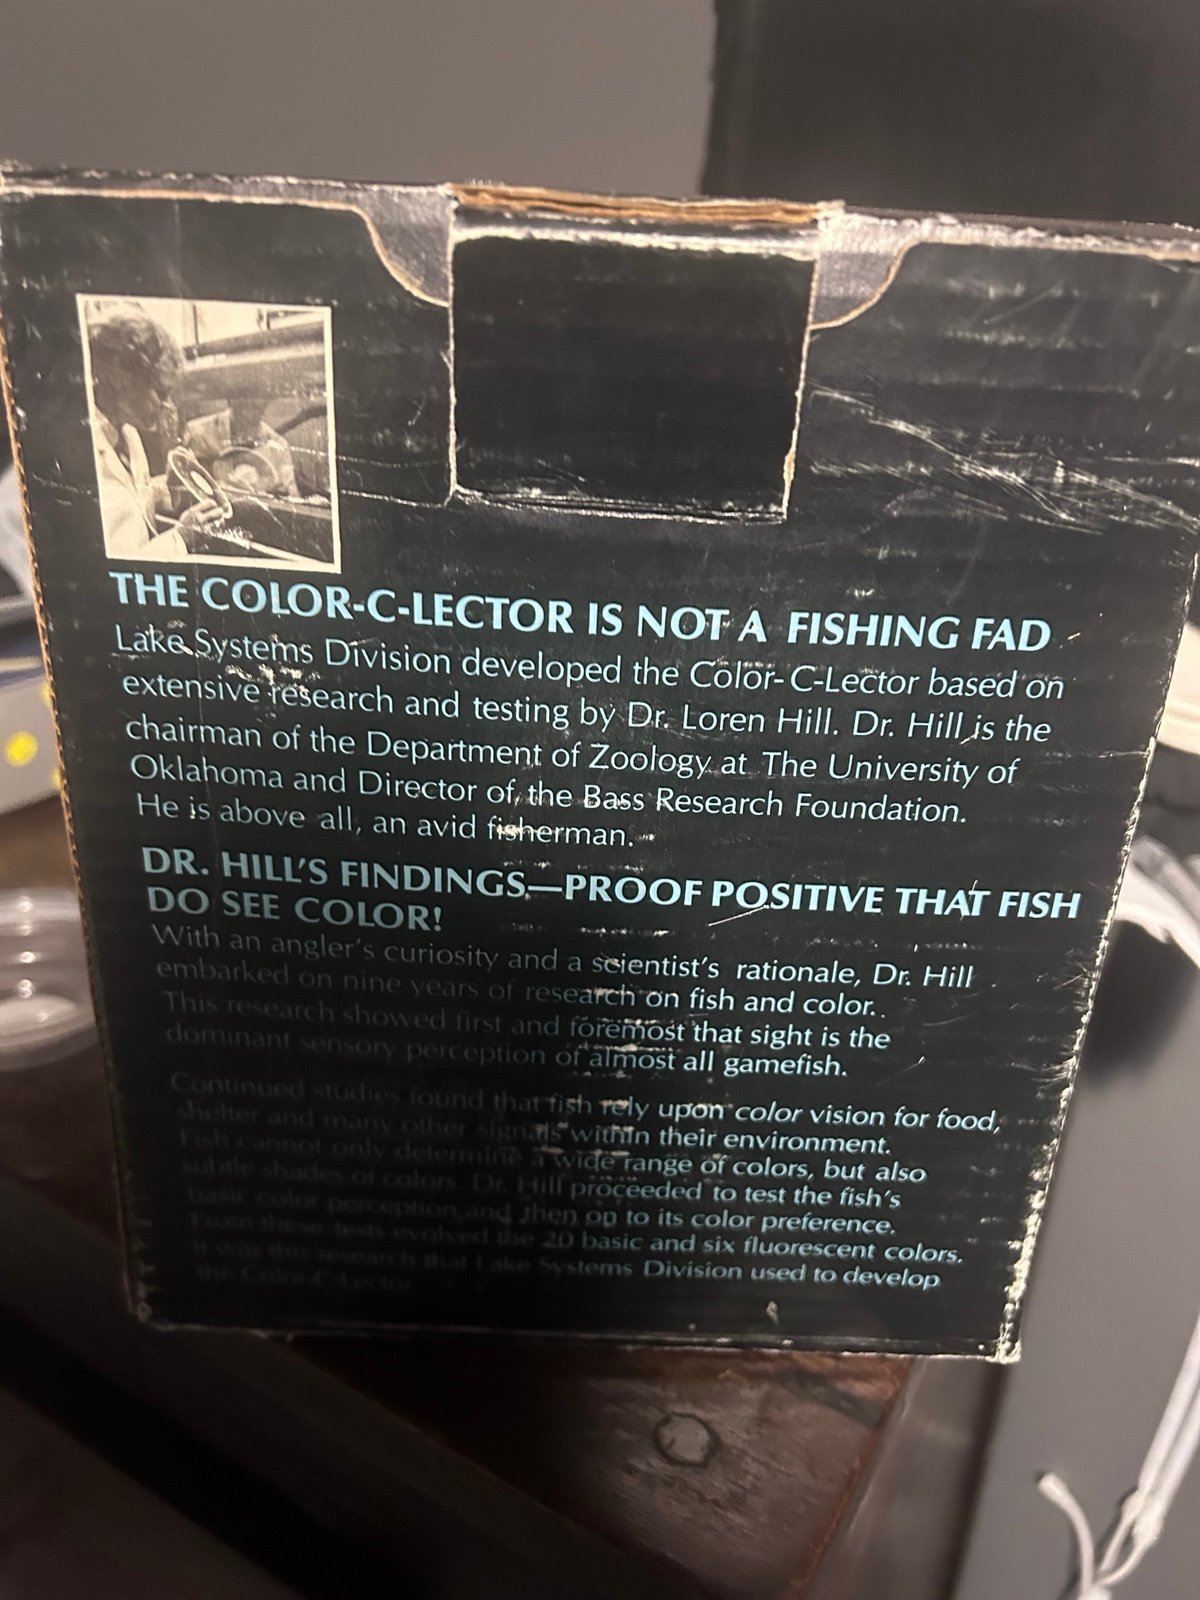 THE COLOR-C-LECTOR IS NOT A FISHING FAD
Lake Systems Division developed the Color-C-Lector based on
extensive research and testing by Dr. Loren Hill. Dr. Hill is the
chairman of the Department of Zoology at The University of
Oklahoma and Director of the Bass Research Foundation.
He is above all, an avid fisherman.
DR. HILL'S FINDINGS—PROOF POSITIVE THAT FISH
DO SEE COLOR!
With an angler's curiosity and a scientist's rationale, Dr. Hill
embarked on nine years of research on fish and color.
This research showed first and foremost that sight is the
dominant sensory perception of almost all gamefish.
Continued studies found that fish rely upon color vision for food,
shelter and many other signals within their environment.
Fish cannot only determine a wide range of colors, but also
subtle shades of colors. Dr. Hill proceeded to test the fish's
basic color perception and then on to its color preference.
From these tests evolved the 20 basic and six fluorescent colors.
It was this research that Lake Systems Division used to develop
the Color-C-Lector